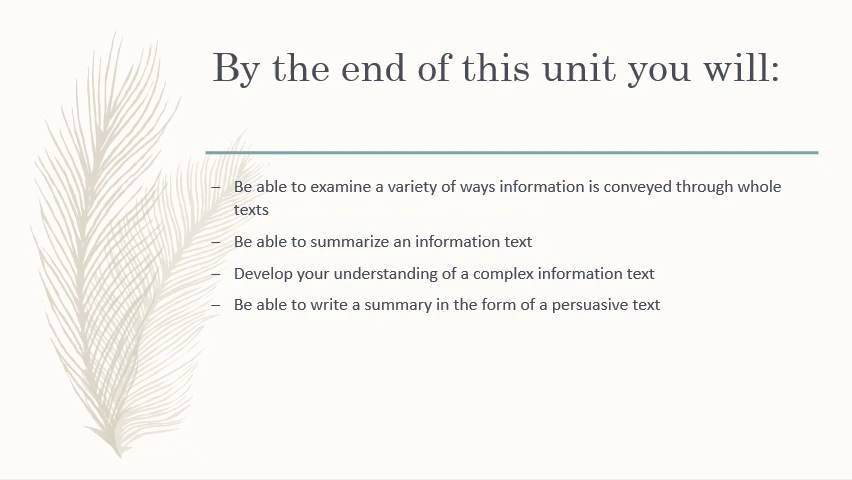 By the end of this unit you will:
– Be able to examine a variety of ways information is conveyed through whole
texts
– Be able to summarize an information text
– Develop your understanding of a complex information text
– Be able to write a summary in the form of a persuasive text